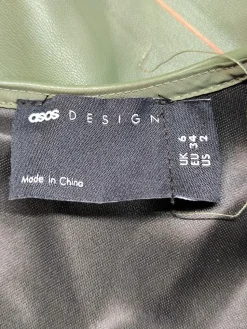 asos DESIGN
Made in China
UK 6
EU 34
US 2